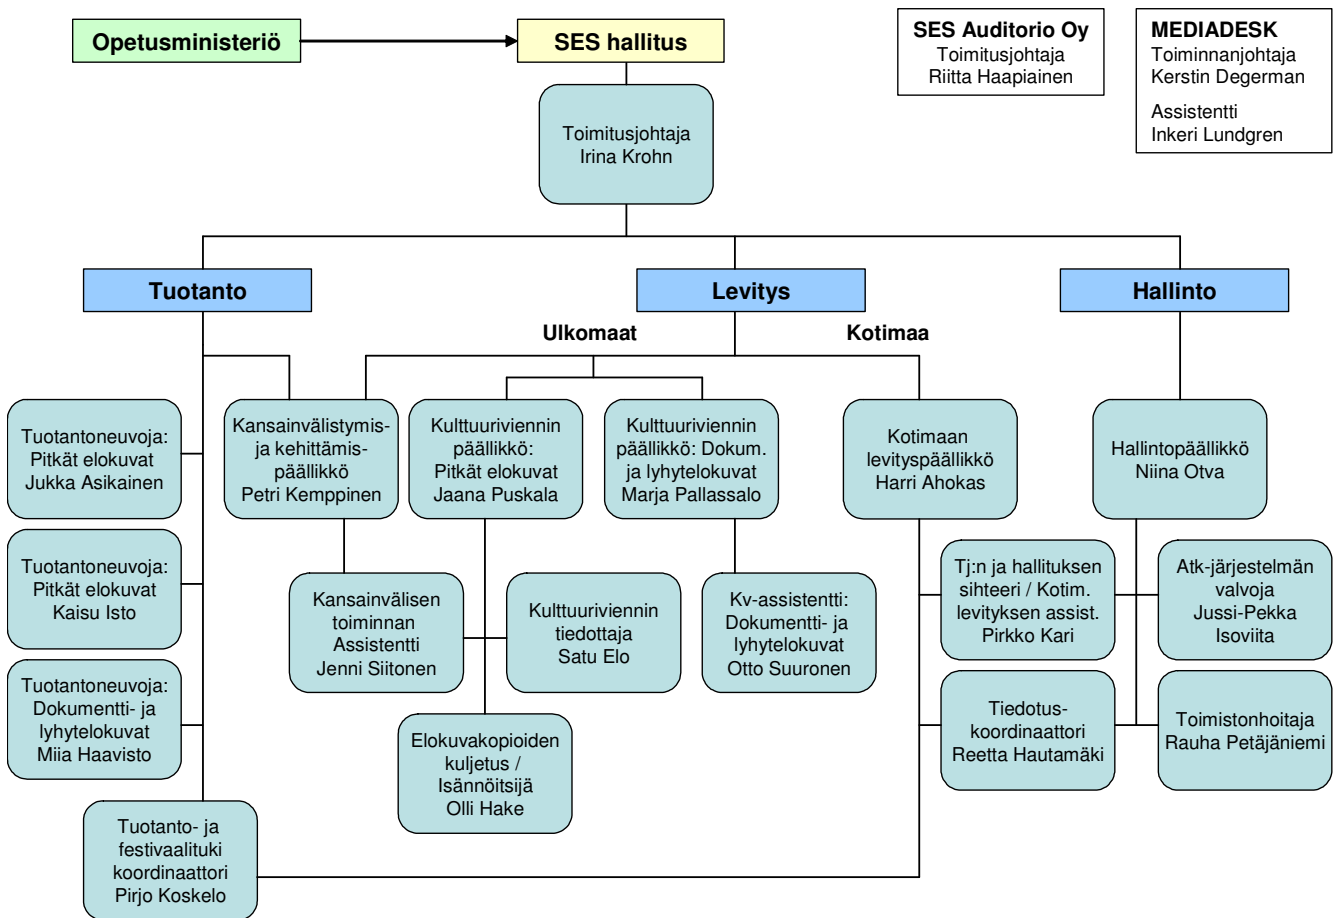 Opetusministeriö
SES hallitus
SES Auditorio Oy
Toimitusjohtaja
Riitta Haapiainen
MEDIADESK
Toiminnanjohtaja
Kerstin Degerman
Assistentti
Inkeri Lundgren
Toimitusjohtaja
Irina Krohn
Tuotanto
Levitys
Hallinto
Ulkomaat
Kotimaa
Tuotantoneuvoja:
Pitkät elokuvat
Jukka Asikainen
Kansainvälistymis-
ja kehittämis-
päällikkö
Petri Kemppinen
Kulttuuriviennin
päällikkö:
Pitkät elokuvat
Jaana Puskala
Kulttuuriviennin
päällikkö: Dokum.
ja lyhytelokuvat
Marja Pallassalo
Kotimaan
levityspäällikkö
Harri Ahokas
Hallintopäällikkö
Niina Otva
Tuotantoneuvoja:
Pitkät elokuvat
Kaisu Isto
Kansainvälisen
toiminnan
Assistentti
Jenni Siitonen
Kulttuuriviennin
tiedottaja
Satu Elo
Kv-assistentti:
Dokumentti- ja
lyhytelokuvat
Otto Suuronen
Tj:n ja hallituksen
sihteeri / Kotim.
levityksen assist.
Pirkko Kari
Atk-järjestelmän
valvoja
Jussi-Pekka
Isoviita
Tuotantoneuvoja:
Dokumentti- ja
lyhytelokuvat
Miia Haavisto
Elokuvakopioiden
kuljetus /
Isännöitsijä
Olli Hake
Tiedotus-
koordinaattori
Reetta Hautamäki
Toimistonhoitaja
Rauha Petäjäniemi
Tuotanto- ja
festivaalituki
koordinaattori
Pirjo Koskelo